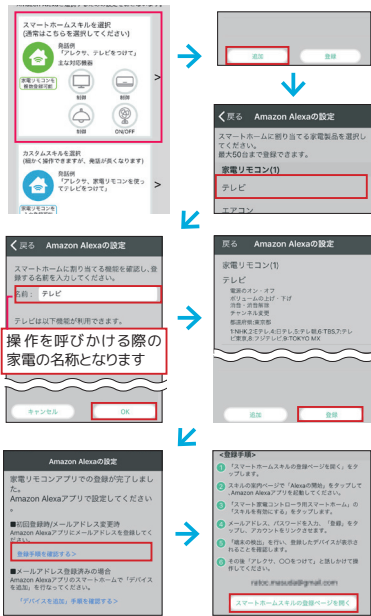 スマートホームスキルを選択
(通常はこちらを選択してください)
発話例
「アレクサ、テレビをつけて」
主な対応機器
家電リモコンを
複数登録可能
制御
制御
制御
ON/OFF
カスタムスキルを選択
(細かく操作できますが、発話が長くなります)
発話例
「アレクサ、家電リモコンを使っ
てテレビをつけて」
家電リモコンを
追加
登録
戻る Amazon Alexaの設定
スマートホームに割り当てる家電製品を選択し
てください。
最大50台まで登録できます。
家電リモコン(1)
テレビ
エアコン
戻る Amazon Alexaの設定
スマートホームに割り当てる機能を確認し、登
録する名前を入力してください。
名前： テレビ
テレビは以下機能が利用できます。
操作を呼びかける際の
家電の名称となります
キャンセル
OK
戻る Amazon Alexaの設定
家電リモコン(1)
テレビ
電源のオン・オフ
ボリュームの上げ・下げ
消音・消音解除
チャンネル変更
都道府県:東京都
1:NHK,2:Eテレ,4:日テレ,5:テレ朝,6:TBS,7:テレ
ビ東京,8:フジテレビ,9:TOKYO MX
追加
登録
Amazon Alexaの設定
家電リモコンアプリでの登録が完了しまし
た。
Amazon Alexaアプリで設定してください
。
■初回登録時/メールアドレス変更時
Amazon Alexaアプリにメールアドレスを登録してく
ださい。
登録手順を確認する＞
■メールアドレス登録済みの場合
Amazon Alexaアプリのスマートホームで「デバイス
を追加」を行なってください。
「デバイスを追加」手順を確認する＞
<登録手順>
1 「スマートホームスキルの登録ページを開く」をタ
ップします。
2 スキルの案内ページで「Alexaの開始」をタップして
、Amazon Alexaアプリを起動してください。
3 「スマート家電コントローラ用スマートホーム」の
「スキルを有効にする」をタップします。
4 メールアドレス、パスワードを入力、「登録」をタ
ップし、アカウントをリンクさせます。
5 「端末の検出」を行い、登録したデバイスが表示さ
れることを確認します。
6 その後「アレクサ、〇〇をつけて」と話しかけて操
作してください。
スマートホームスキルの登録ページを開く